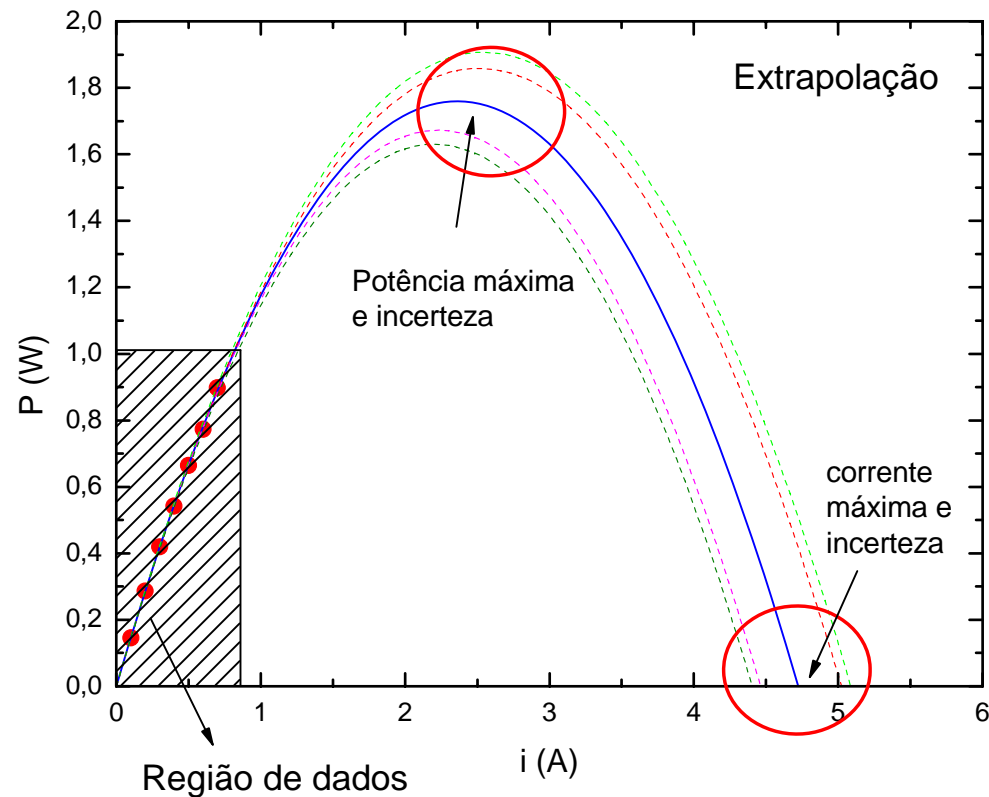 2,0
1,8
1,6
1,4
1,2
1,0
0,8
0,6
0,4
0,2
0,0
P (W)
Extrapolação
Potência máxima
e incerteza
corrente
máxima e
incerteza
0 1 2 3 4 5 6
i (A)
Região de dados